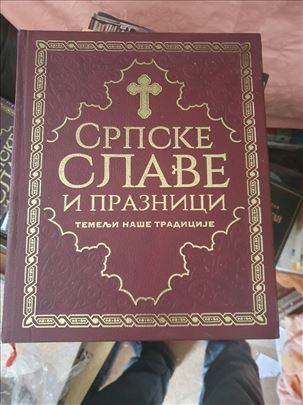 СРПСКЕ
СЛАВЕ
И ПРАЗНИЦИ
ТЕМЕЉИ НАШЕ ТРАДИЦИЈЕ